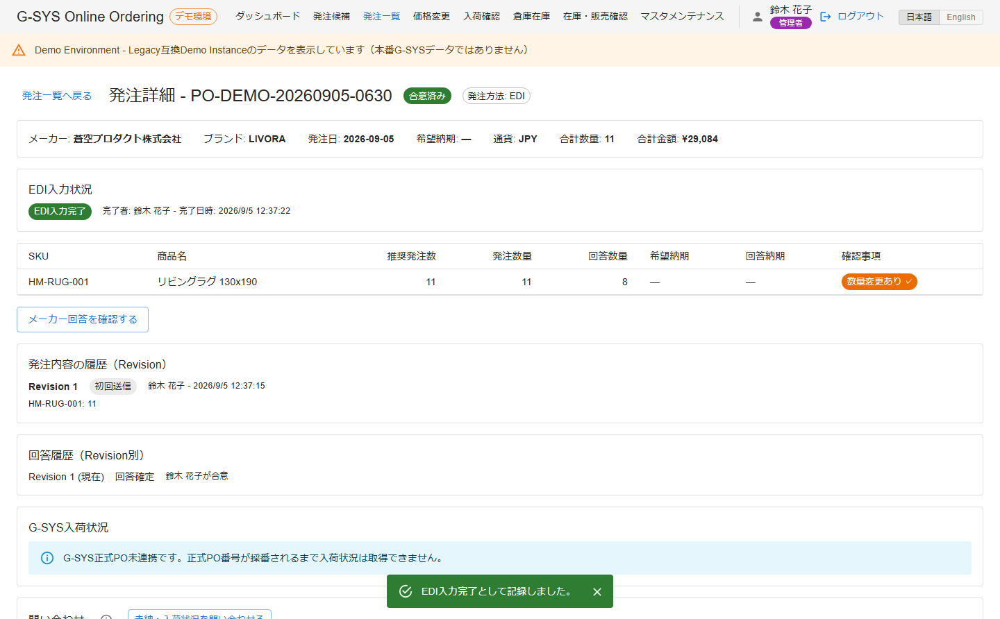 G-SYS Online Ordering デモ環境 ダッシュボード 発注候補 発注一覧 価格変更 入荷確認 倉庫在庫 在庫・販売確認 マスタメンテナンス 鈴木 花子 管理者 ログアウト 日本語 English
Demo Environment - Legacy互換Demo Instanceのデータを表示しています（本番G-SYSデータではありません）
発注一覧へ戻る 発注詳細 - PO-DEMO-20260905-0630 合意済み 発注方法: EDI
メーカー: 蒼空プロダクト株式会社 ブランド: LIVORA 発注日: 2026-09-05 希望納期: — 通貨: JPY 合計数量: 11 合計金額: ¥29,084
EDI入力状況
EDI入力完了 完了者: 鈴木 花子 - 完了日時: 2026/9/5 12:37:22
SKU 商品名 推奨発注数 発注数量 回答数量 希望納期 回答納期 確認事項
HM-RUG-001 リビングラグ 130x190 11 11 8 — — 数量変更あり ✓
メーカー回答を確認する
発注内容の履歴（Revision）
Revision 1 初回送信 鈴木 花子 - 2026/9/5 12:37:15
HM-RUG-001: 11
回答履歴（Revision別）
Revision 1 (現在) 回答確定 鈴木 花子が合意
G-SYS入荷状況
G-SYS正式PO未連携です。正式PO番号が採番されるまで入荷状況は取得できません。
EDI入力完了として記録しました。
問い合わせ 未納・入荷状況を問い合わせる